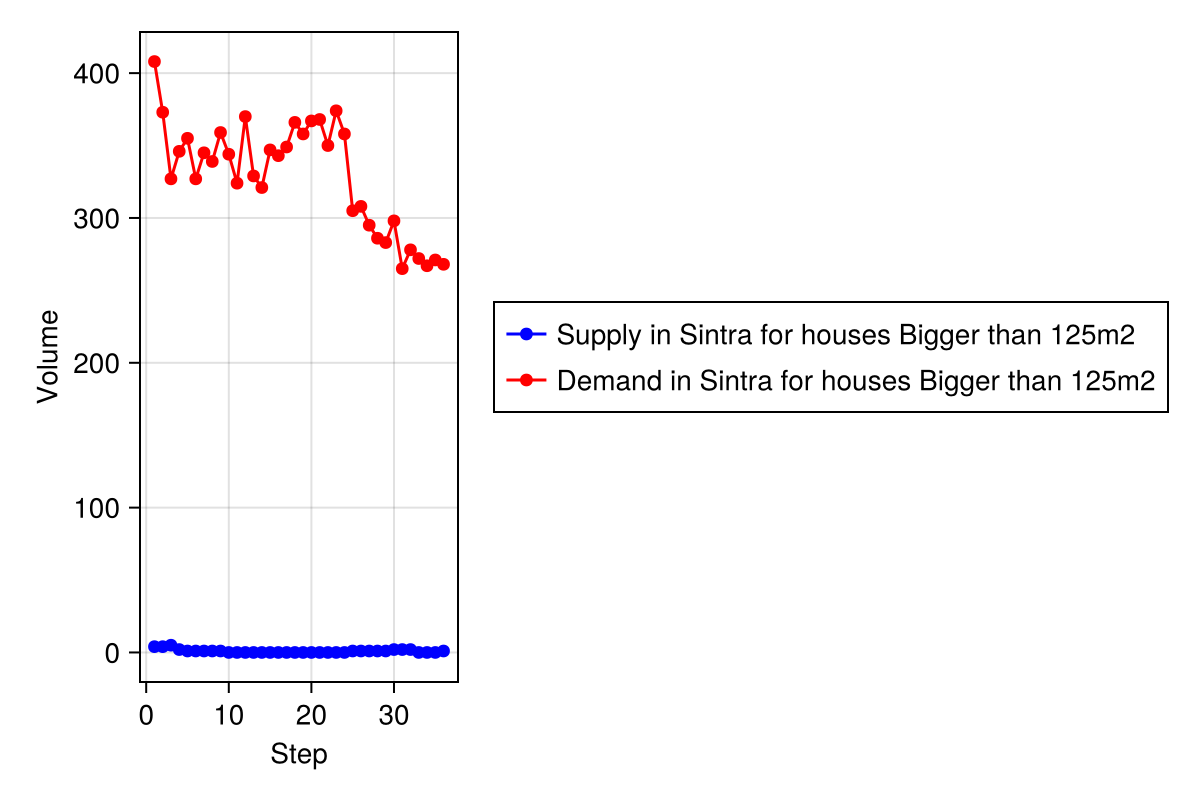 400
300
200
100
0
Volume
0 10 20 30
Step
Supply in Sintra for houses Bigger than 125m2
Demand in Sintra for houses Bigger than 125m2